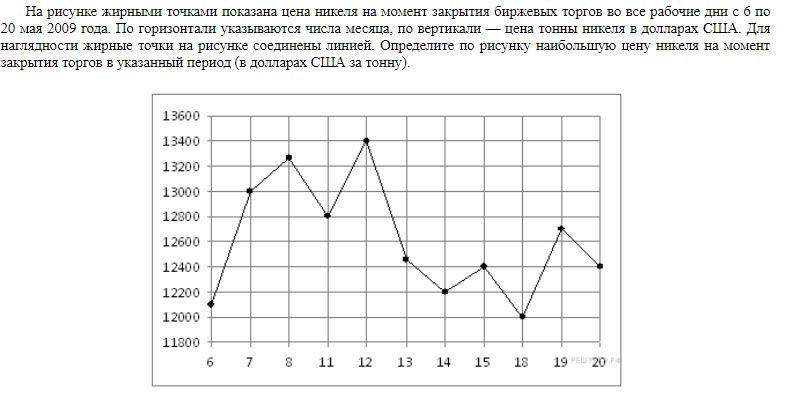 На рисунке жирными точками показана цена никеля на момент закрытия биржевых торгов во все рабочие дни с 6 по
20 мая 2009 года. По горизонтали указываются числа месяца, по вертикали — цена тонны никеля в долларах США. Для
наглядности жирные точки на рисунке соединены линией. Определите по рисунку наибольшую цену никеля на момент
закрытия торгов в указанный период (в долларах США за тонну).
13600
13400
13200
13000
12800
12600
12400
12200
12000
11800
6 7 8 11 12 13 14 15 18 19 20